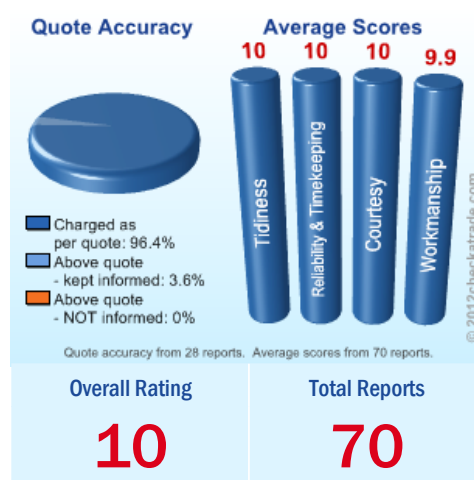 Quote Accuracy
Average Scores
10 10 10 9.9
Tidiness
Reliability & Timekeeping
Courtesy
Workmanship
Charged as
per quote: 96.4%
Above quote
- kept informed: 3.6%
Above quote
- NOT informed: 0%
© 2012checkatrade.com
Quote accuracy from 28 reports. Average scores from 70 reports.
Overall Rating
10
Total Reports
70